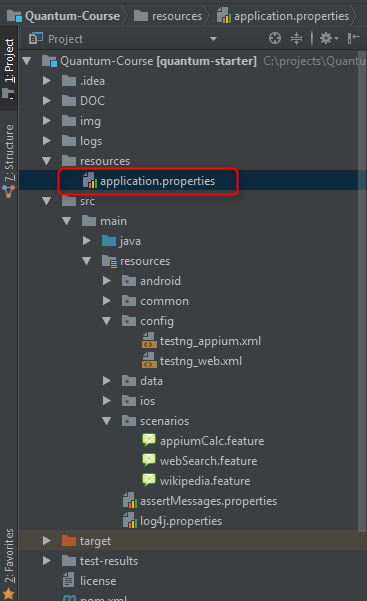 Quantum-Course resources application.properties
Project
Quantum-Course [quantum-starter] C:\projects\Quantu
.idea
DOC
img
logs
resources
application.properties
src
main
java
resources
android
common
config
testng_appium.xml
testng_web.xml
data
ios
scenarios
appiumCalc.feature
webSearch.feature
wikipedia.feature
assertMessages.properties
log4j.properties
target
test-results
license
pom.xml
1: Project
7: Structure
2: Favorites